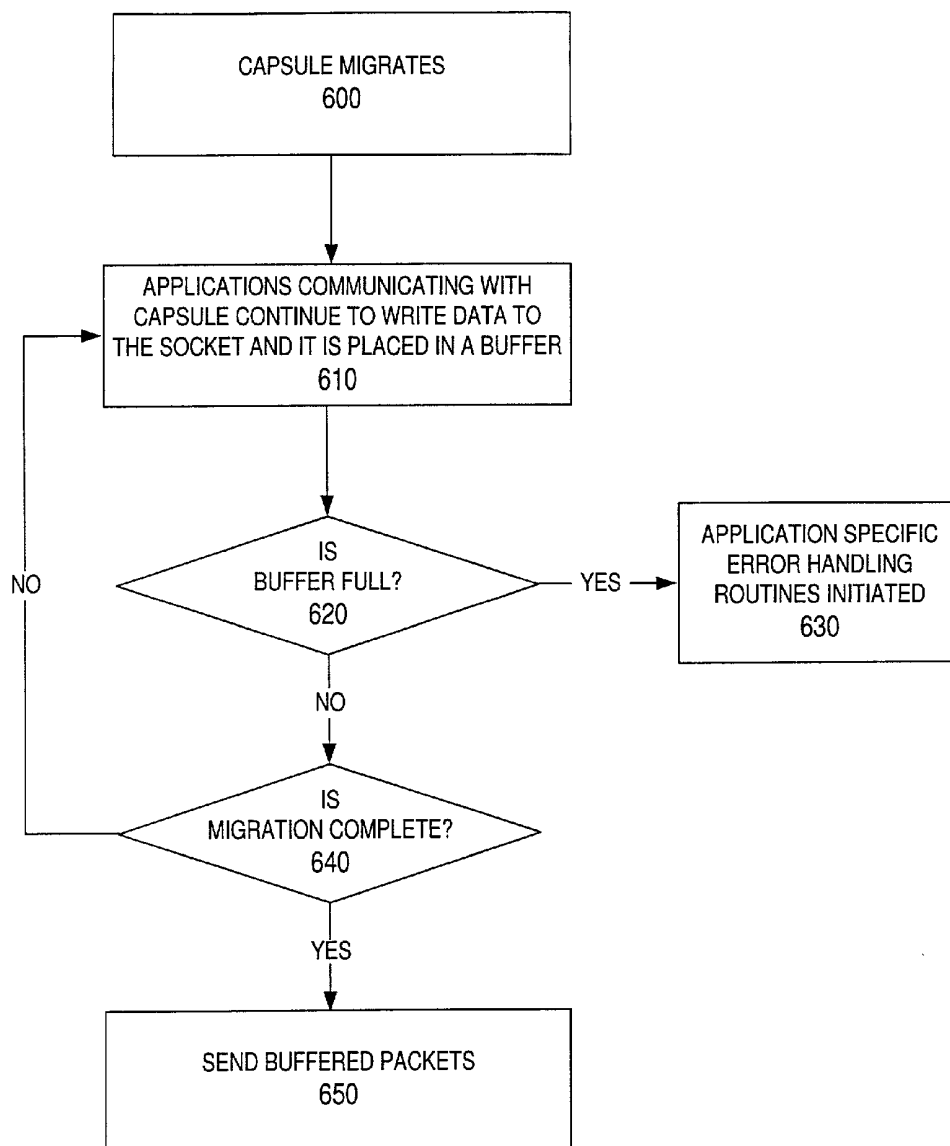 CAPSULE MIGRATES
600
APPLICATIONS COMMUNICATING WITH
CAPSULE CONTINUE TO WRITE DATA TO
THE SOCKET AND IT IS PLACED IN A BUFFER
610
IS
BUFFER FULL?
620
YES
APPLICATION SPECIFIC
ERROR HANDLING
ROUTINES INITIATED
630
NO
NO
IS
MIGRATION COMPLETE?
640
YES
SEND BUFFERED PACKETS
650